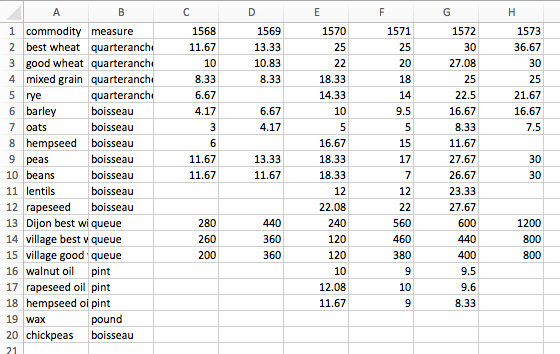 A B C D E F G H
1 commodity measure 1568 1569 1570 1571 1572 1573
2 best wheat quarteranche 11.67 13.33 25 25 30 36.67
3 good wheat quarteranche 10 10.83 22 20 27.08 30
4 mixed grain quarteranche 8.33 8.33 18.33 18 25 25
5 rye quarteranche 6.67 14.33 14 22.5 21.67
6 barley boisseau 4.17 6.67 10 9.5 16.67 16.67
7 oats boisseau 3 4.17 5 5 8.33 7.5
8 hempseed boisseau 6 16.67 15 11.67
9 peas boisseau 11.67 13.33 18.33 17 27.67 30
10 beans boisseau 11.67 11.67 18.33 7 26.67 30
11 lentils boisseau 12 12 23.33
12 rapeseed boisseau 22.08 22 27.67
13 Dijon best wi queue 280 440 240 560 600 1200
14 village best v queue 260 360 120 460 440 800
15 village good queue 200 360 120 380 400 800
16 walnut oil pint 10 9 9.5
17 rapeseed oil pint 12.08 10 9.6
18 hempseed oi pint 11.67 9 8.33
19 wax pound
20 chickpeas boisseau
21